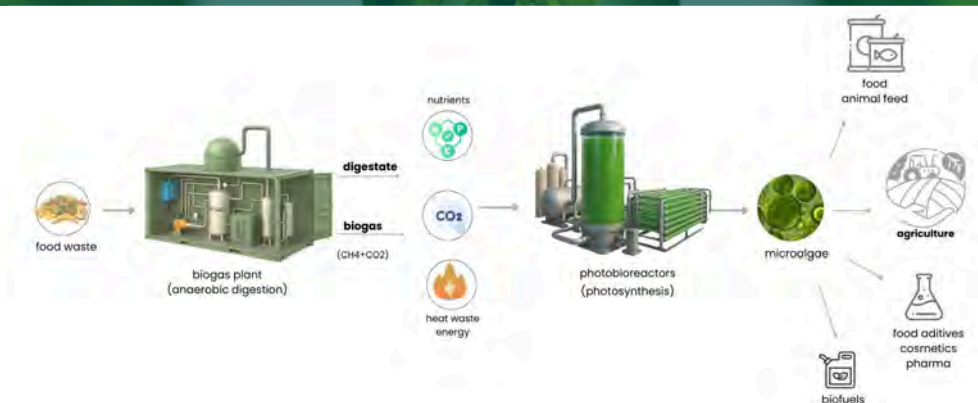 food waste
biogas plant
(anaerobic digestion)
digestate
biogas
(CH4+CO2)
nutrients
N
P
K
C
CO2
heat waste
energy
photobioreactors
(photosynthesis)
microalgae
food
animal feed
agriculture
food aditives
cosmetics
pharma
biofuels